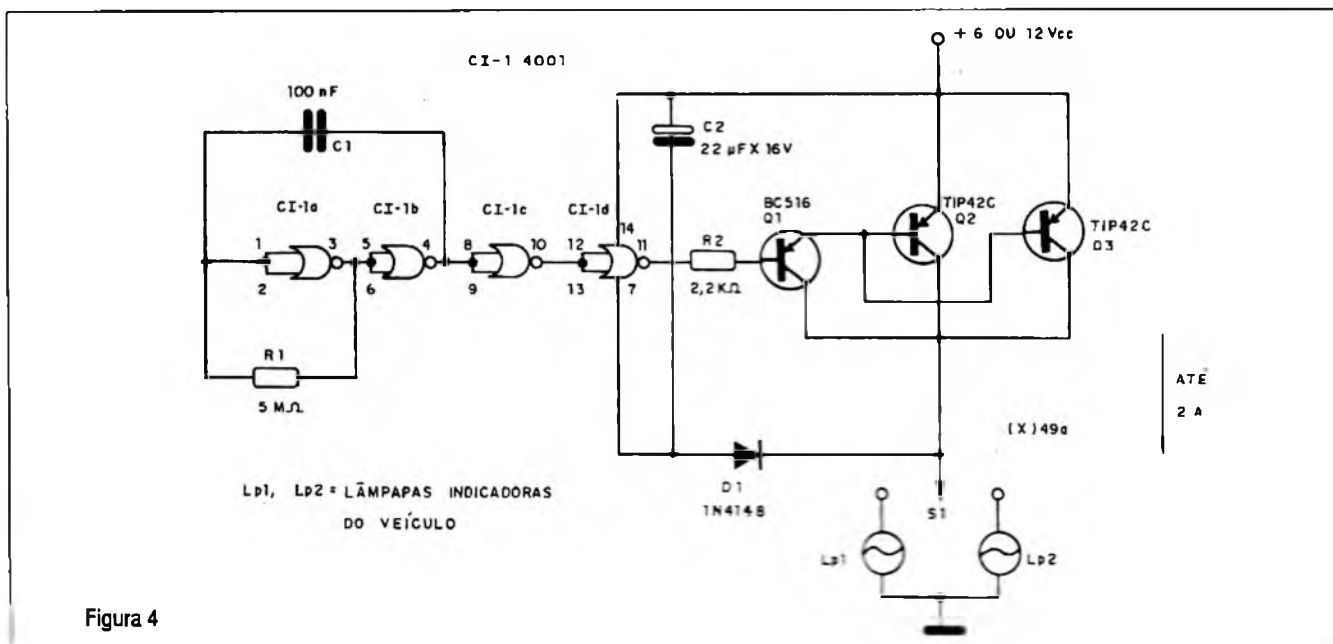 + 6 OU 12 Vcc
CI-1 4001
100 nF
C1
C2
22 µF X 16V
CI-1a
CI-1b
CI-1c
CI-1d
BC516
Q1
TIP42C
Q2
TIP42C
Q3
14
1
2
3
5
6
4
8
9
10
12
13
11
7
R2
2,2KΩ
R1
5 MΩ
ATÉ
2 A
(X)49a
D1
1N4148
S1
Lp1, Lp2 = LÂMPAPAS INDICADORAS
DO VEÍCULO
Lp1
Lp2
Figura 4